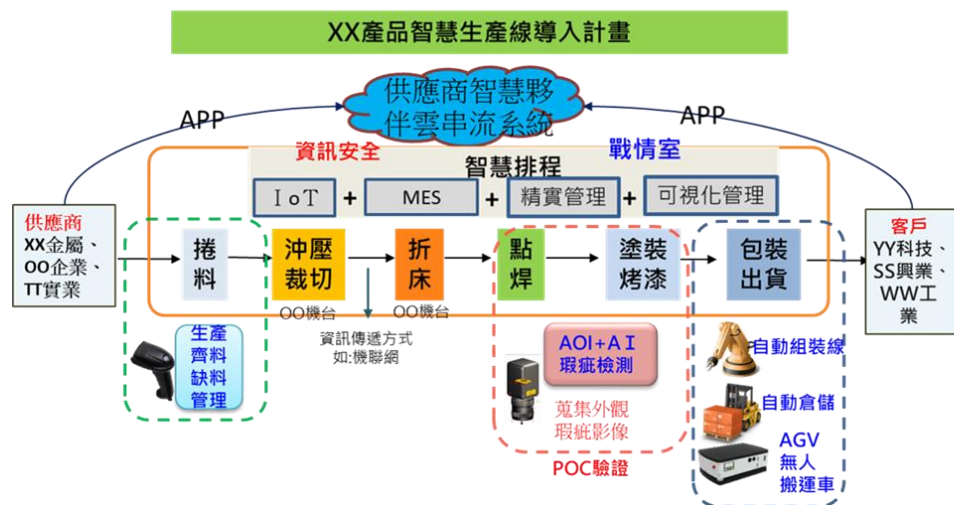 XX產品智慧生產線導入計畫
供應商智慧夥
伴雲串流系統
APP
APP
資訊安全
戰情室
智慧排程
IoT
+
MES
+
精實管理
+
可視化管理
供應商
XX金屬、
OO企業、
TT實業
捲
料
沖壓
裁切
折
床
點
焊
塗裝
烤漆
包裝
出貨
客戶
YY科技、
SS興業、
WW工
業
OO機台
OO機台
資訊傳遞方式
如:機聯網
生產
齊料
缺料
管理
AOI+AI
瑕疵檢測
蒐集外觀
瑕疵影像
POC驗證
自動組裝線
自動倉儲
AGV
無人
搬運車